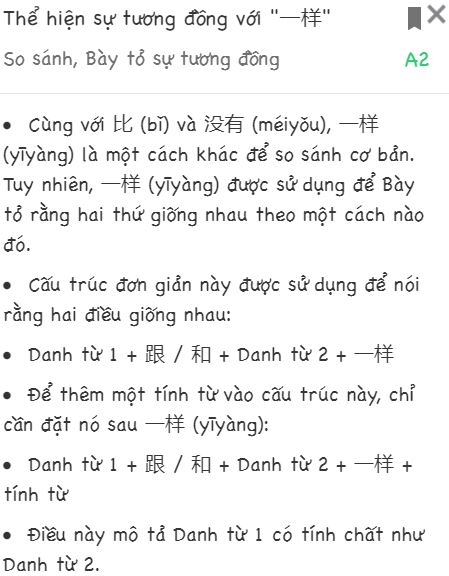 Thể hiện sự tương đồng với "一样"
So sánh, Bày tỏ sự tương đồng A2
• Cùng với 比 (bǐ) và 没有 (méiyǒu), 一样
(yīyàng) là một cách khác để so sánh cơ bản.
Tuy nhiên, 一样 (yīyàng) được sử dụng để Bày
tỏ rằng hai thứ giống nhau theo một cách nào
đó.
• Cấu trúc đơn giản này được sử dụng để nói
rằng hai điều giống nhau:
• Danh từ 1 + 跟 / 和 + Danh từ 2 + 一样
• Để thêm một tính từ vào cấu trúc này, chỉ
cần đặt nó sau 一样 (yīyàng):
• Danh từ 1 + 跟 / 和 + Danh từ 2 + 一样 +
tính từ
• Điều này mô tả Danh từ 1 có tính chất như
Danh từ 2.